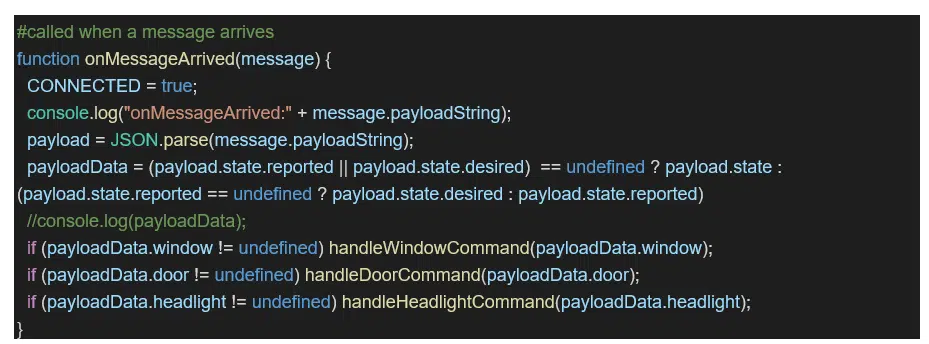 #called when a message arrives
function onMessageArrived(message) {
CONNECTED = true;
console.log("onMessageArrived:" + message.payloadString);
payload = JSON.parse(message.payloadString);
payloadData = (payload.state.reported || payload.state.desired)  == undefined ? payload.state :
(payload.state.reported == undefined ? payload.state.desired : payload.state.reported)
//console.log(payloadData);
if (payloadData.window != undefined) handleWindowCommand(payloadData.window);
if (payloadData.door != undefined) handleDoorCommand(payloadData.door);
if (payloadData.headlight != undefined) handleHeadlightCommand(payloadData.headlight);
}